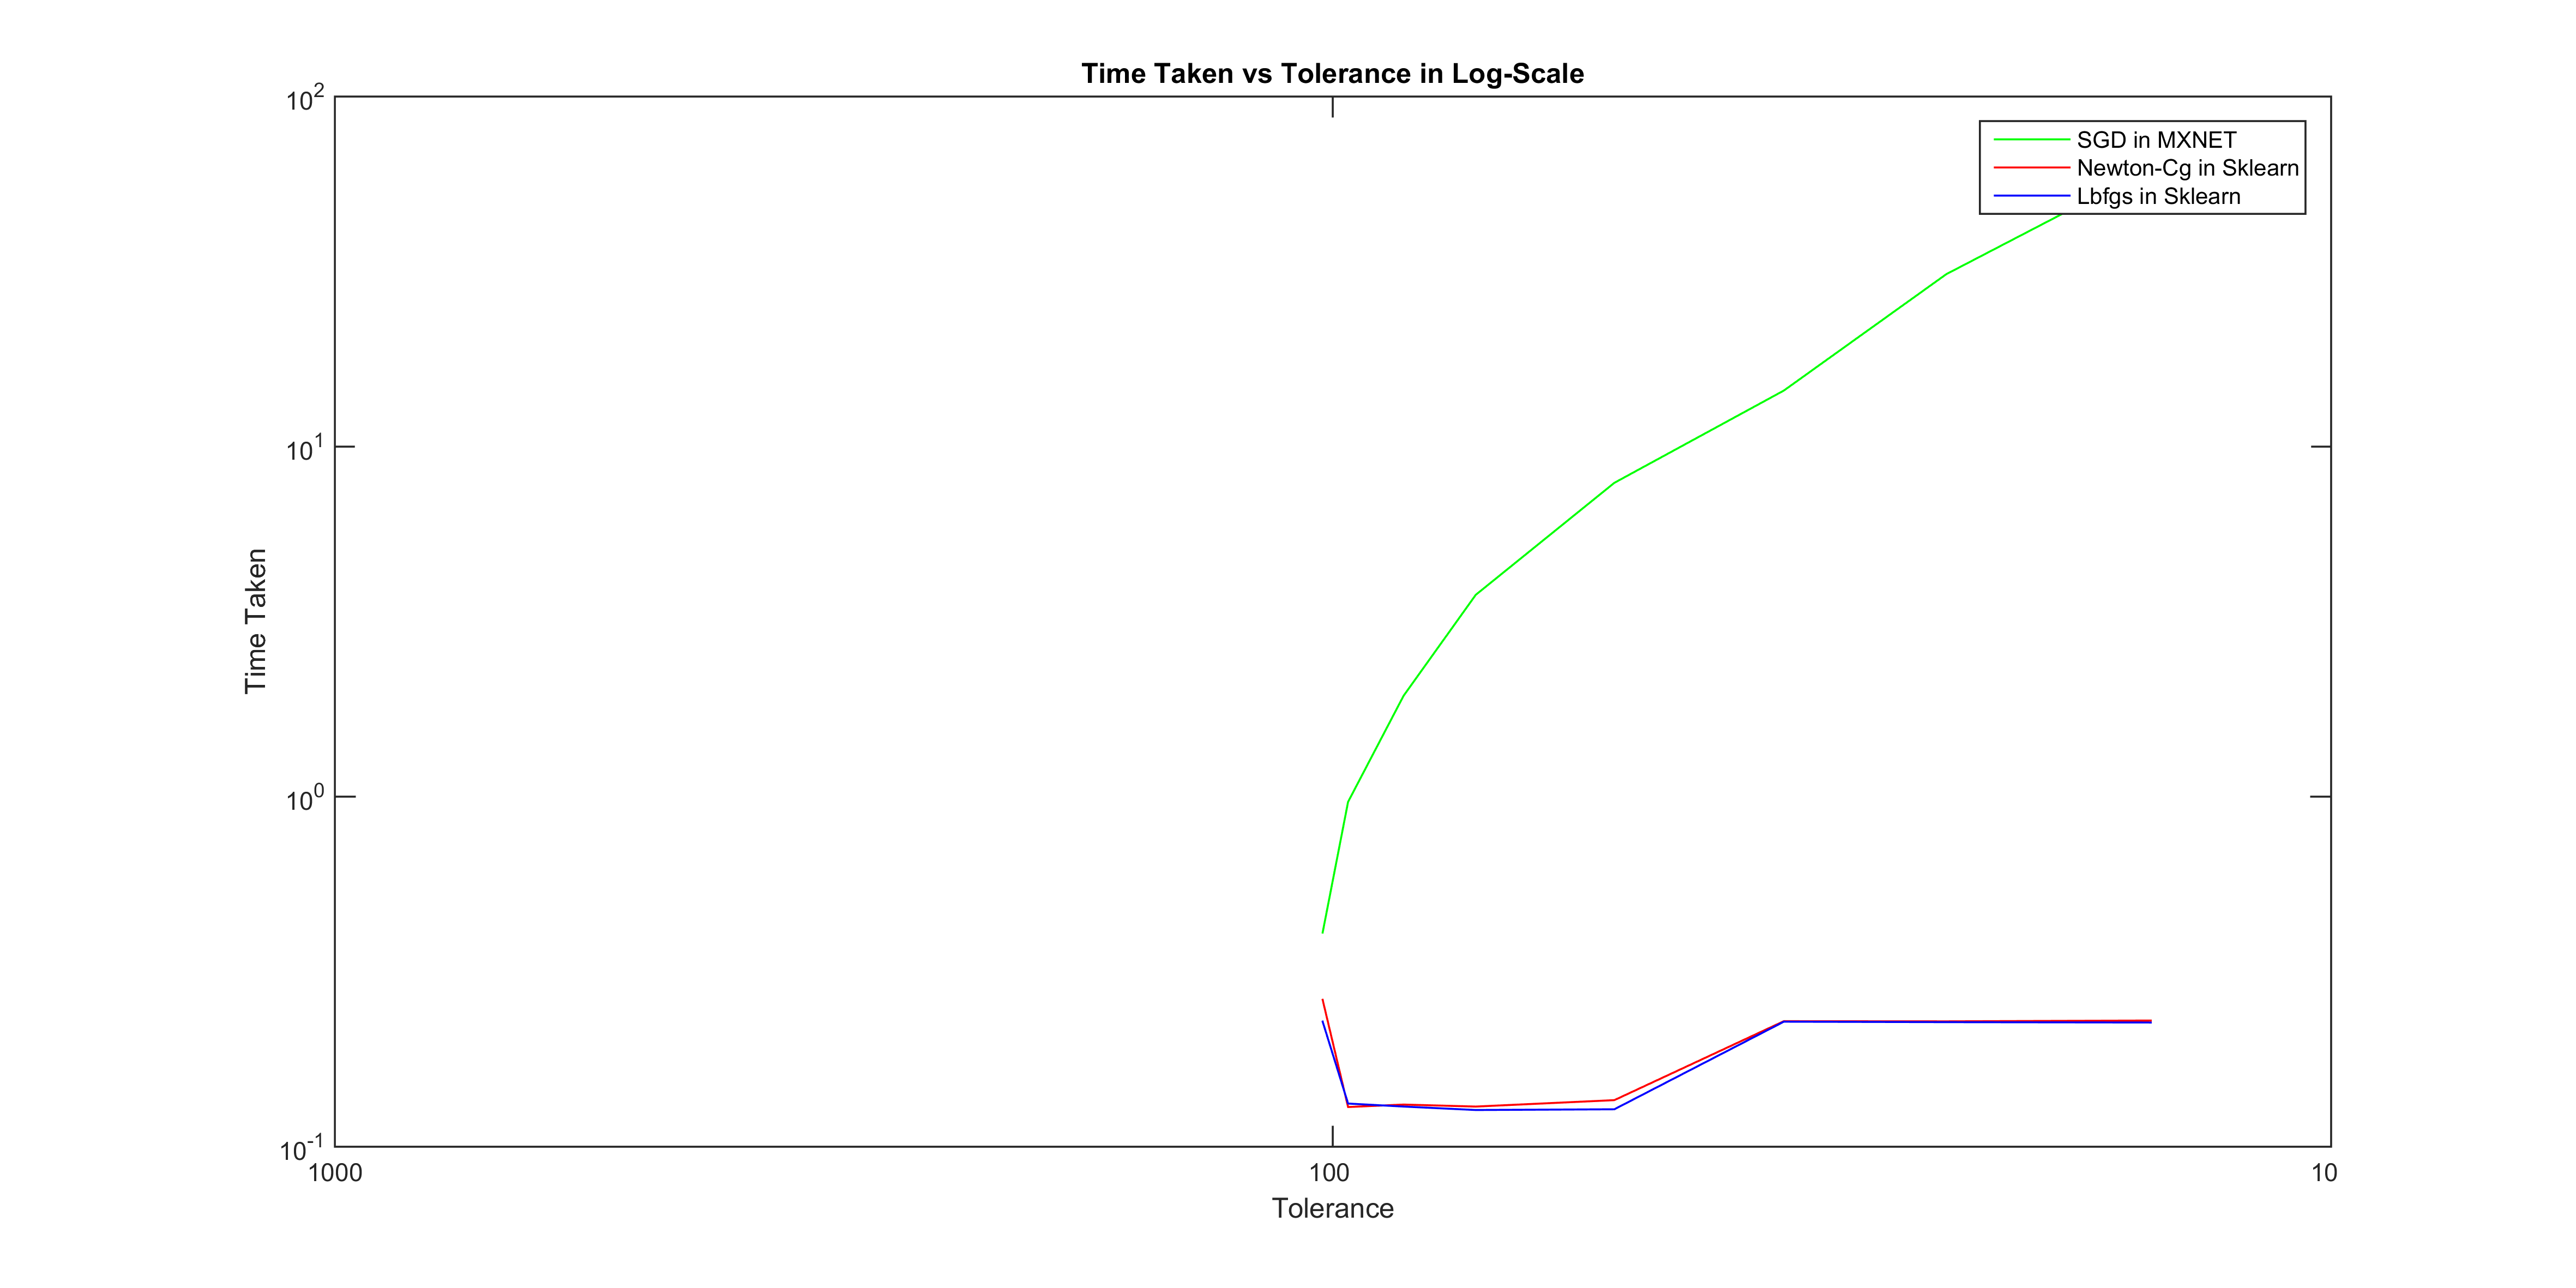 Time Taken vs Tolerance in Log-Scale
10^2
SGD in MXNET
Newton-Cg in Sklearn
Lbfgs in Sklearn
10^1
Time Taken
10^0
10^-1
1000 100 10
Tolerance